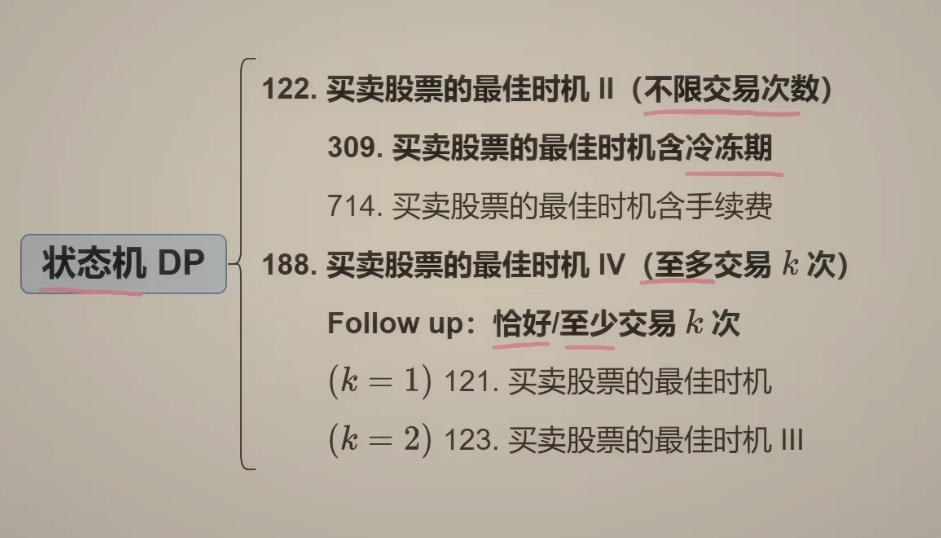 122. 买卖股票的最佳时机 II（不限交易次数）
309. 买卖股票的最佳时机含冷冻期
714. 买卖股票的最佳时机含手续费
状态机 DP
188. 买卖股票的最佳时机 IV（至多交易 k 次）
Follow up：恰好/至少交易 k 次
(k = 1) 121. 买卖股票的最佳时机
(k = 2) 123. 买卖股票的最佳时机 III